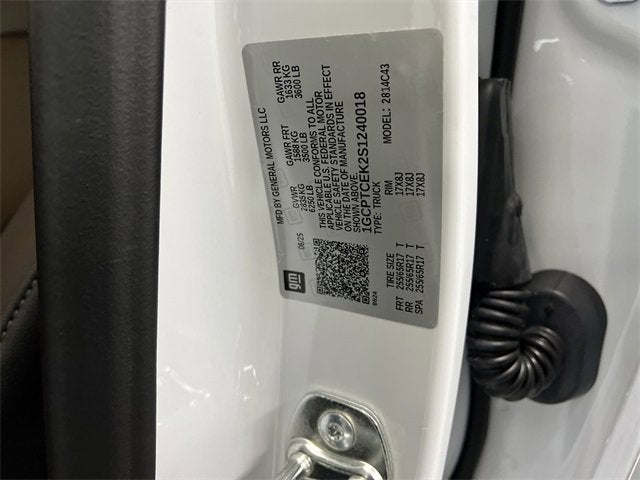 gm
MFD BY GENERAL MOTORS LLC
06/25
GVWR
2835 KG
6250 LB
GAWR FRT
1588 KG
3500 LB
GAWR RR
1633 KG
3600 LB
THIS VEHICLE CONFORMS TO ALL
APPLICABLE U.S. FEDERAL MOTOR
VEHICLE SAFETY STANDARDS IN EFFECT
ON THE DATE OF MANUFACTURE
SHOWN ABOVE.
1GCPTCEK2S1240018
TYPE: TRUCK
MODEL: 2814C43
TIRE SIZE
RIM
FRT 255/65R17 T 17X8J
RR 255/65R17 T 17X8J
SPA 255/65R17 T 17X8J